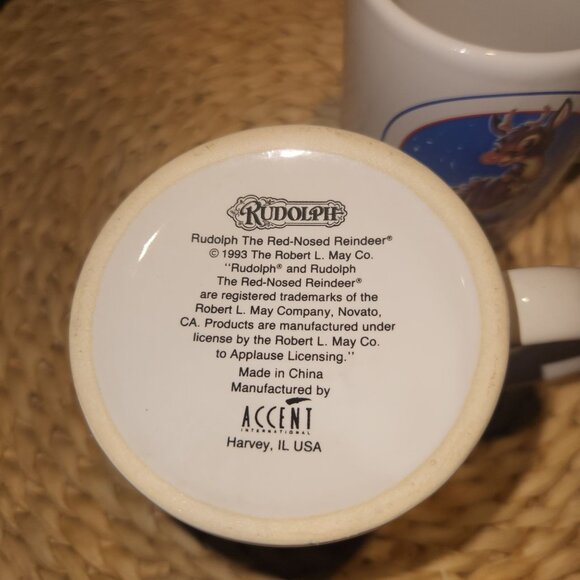 RUDOLPH
Rudolph The Red-Nosed Reindeer®
© 1993 The Robert L. May Co.
"Rudolph® and Rudolph
The Red-Nosed Reindeer®
are registered trademarks of the
Robert L. May Company, Novato,
CA. Products are manufactured under
license by the Robert L. May Co.
to Applause Licensing."
Made in China
Manufactured by
ACCENT
INTERNATIONAL
Harvey, IL USA